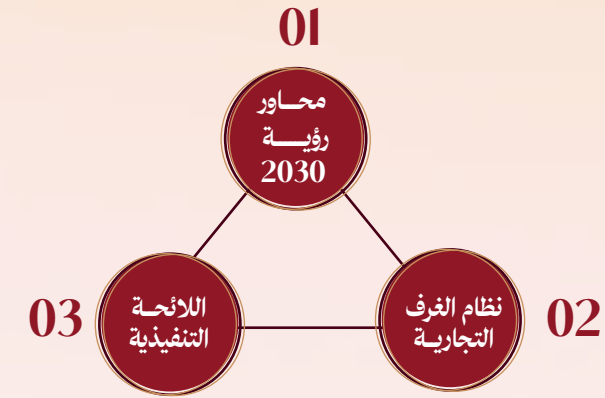 01
محاور
رؤية
2030
02
نظام الغرف
التجارية
03
اللائحة
التنفيذية